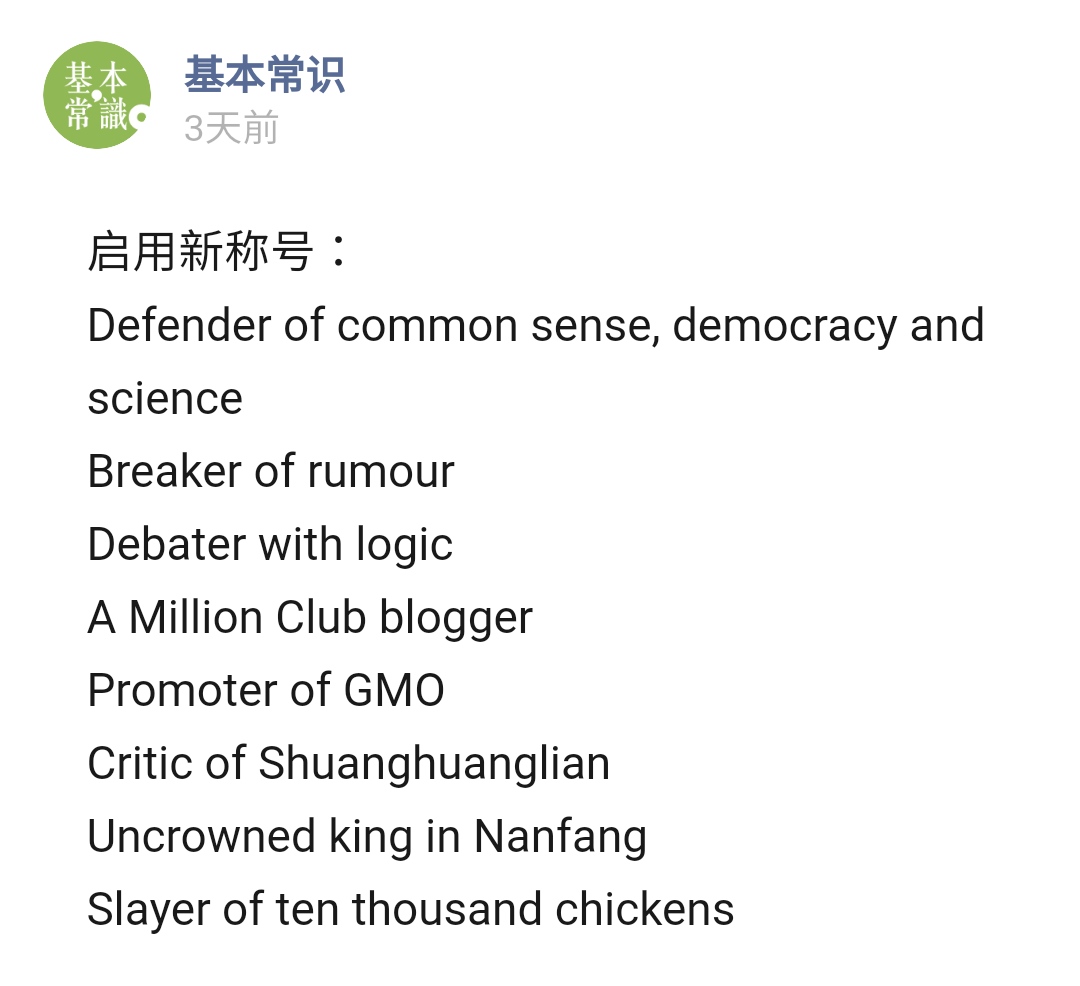 基本
常識
基本常识
3天前
启用新称号：
Defender of common sense, democracy and
science
Breaker of rumour
Debater with logic
A Million Club blogger
Promoter of GMO
Critic of Shuanghuanglian
Uncrowned king in Nanfang
Slayer of ten thousand chickens